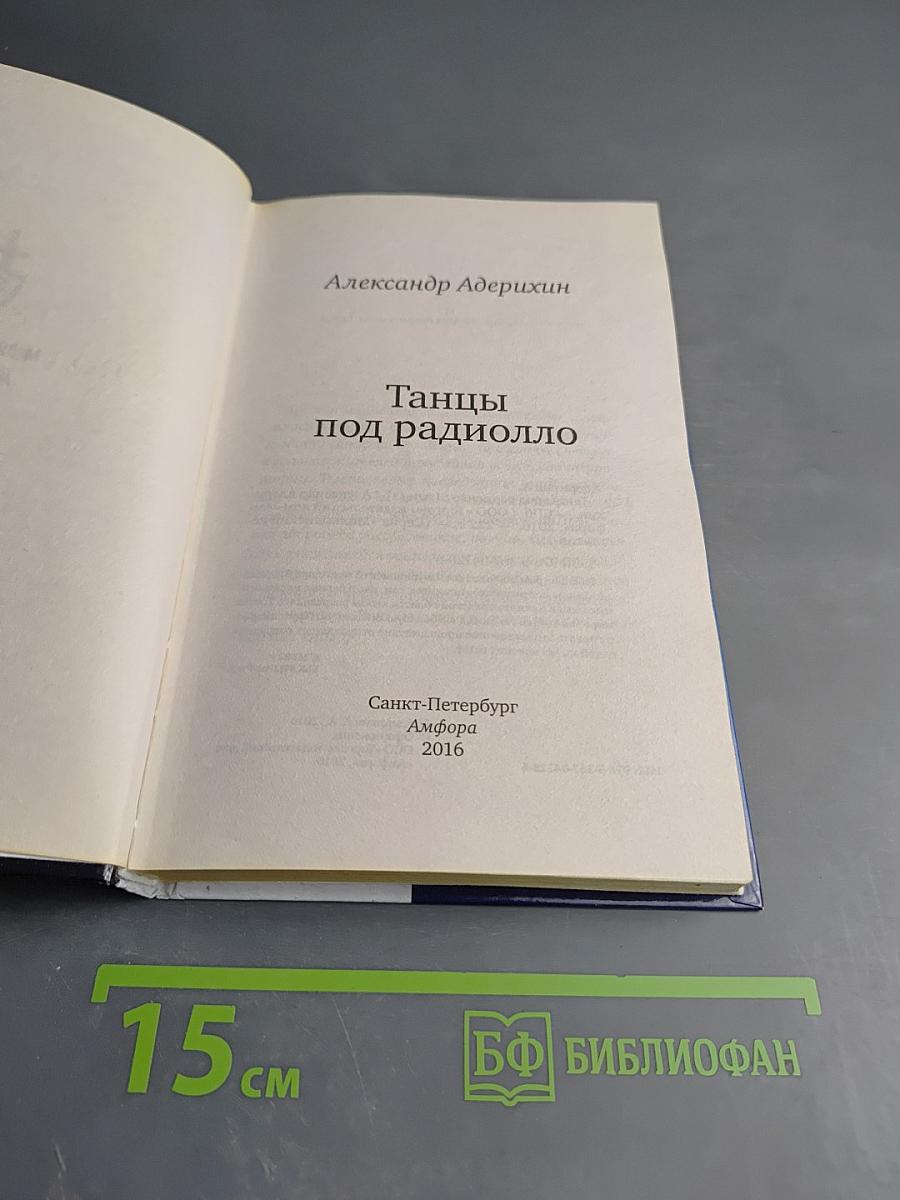 Александр Адерихин
Танцы
под радиолло
Санкт-Петербург
Амфора
2016
15 см
БФ БИБЛИОФАН